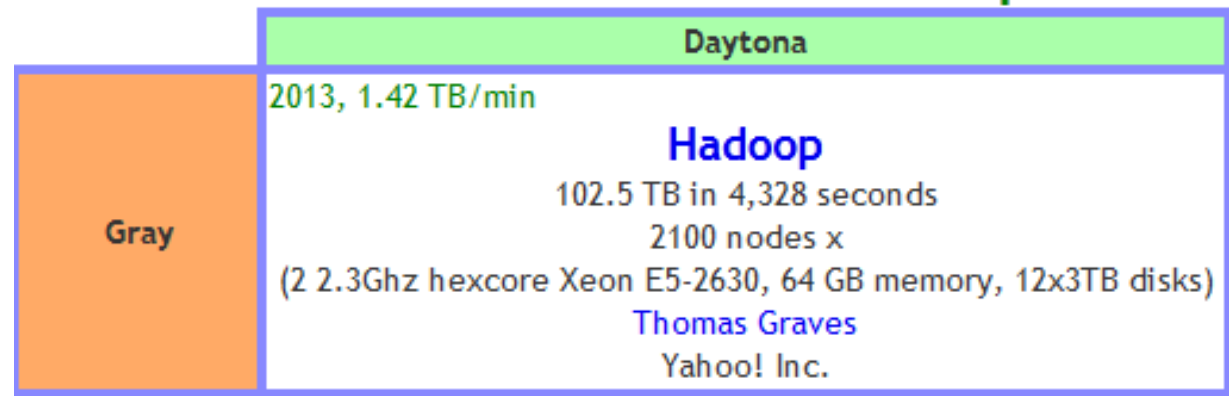 Daytona
Gray
2013, 1.42 TB/min
Hadoop
102.5 TB in 4,328 seconds
2100 nodes x
(2 2.3Ghz hexcore Xeon E5-2630, 64 GB memory, 12x3TB disks)
Thomas Graves
Yahoo! Inc.